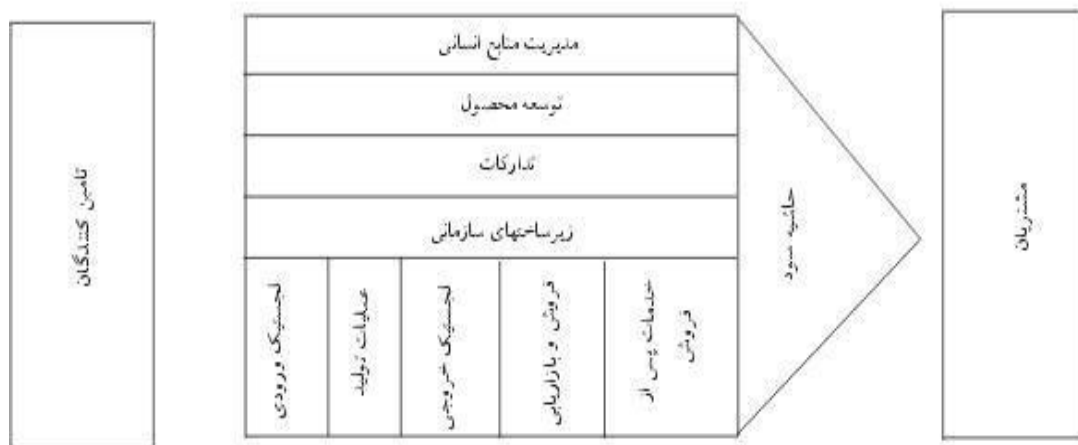 مدیریت منابع انسانی
توسعه محصول
تدارکات
زیرساختهای سازمانی
تامین کنندگان
لجستیک ورودی
عملیات تولید
لجستیک خروجی
فروش و بازاریابی
خدمات پس از
فروش
حاشیه سود
مشتریان